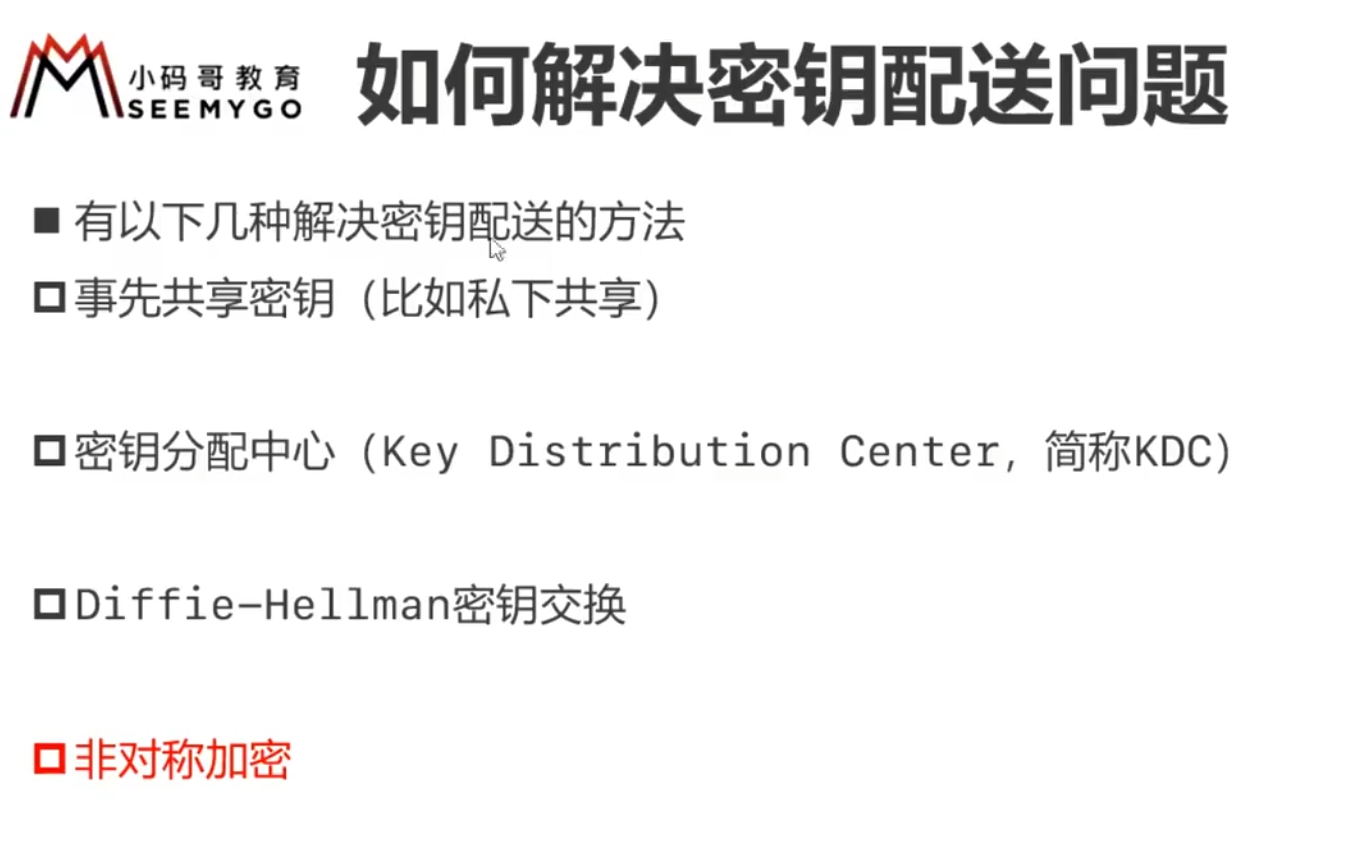 小码哥教育
SEEMYGO
如何解决密钥配送问题
有以下几种解决密钥配送的方法
事先共享密钥（比如私下共享）
密钥分配中心（Key Distribution Center，简称KDC）
Diffie-Hellman密钥交换
非对称加密